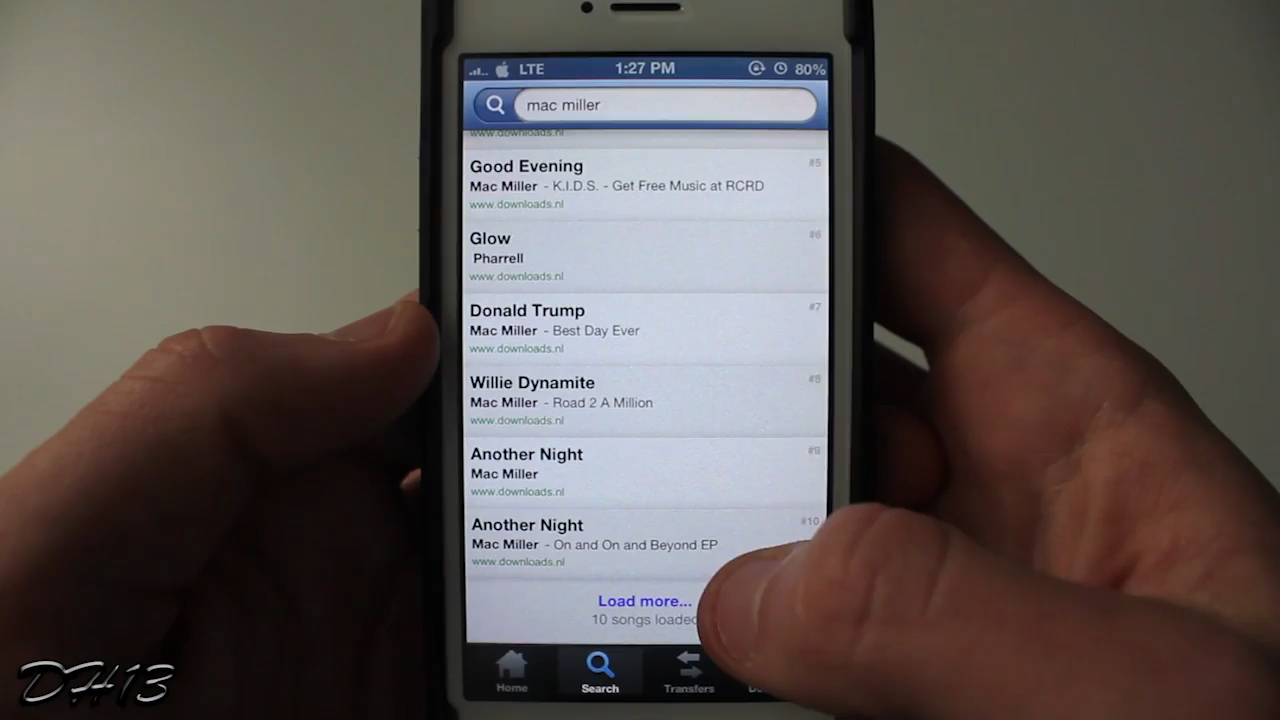 LTE 1:27 PM 80%
mac miller
www.downloads.nl
Good Evening #5
Mac Miller - K.I.D.S. - Get Free Music at RCRD
www.downloads.nl
Glow #6
Pharrell
www.downloads.nl
Donald Trump #7
Mac Miller - Best Day Ever
www.downloads.nl
Willie Dynamite #8
Mac Miller - Road 2 A Million
www.downloads.nl
Another Night #9
Mac Miller
www.downloads.nl
Another Night #10
Mac Miller - On and On and Beyond EP
www.downloads.nl
Load more...
10 songs loaded
Home Search Transfers
DH13